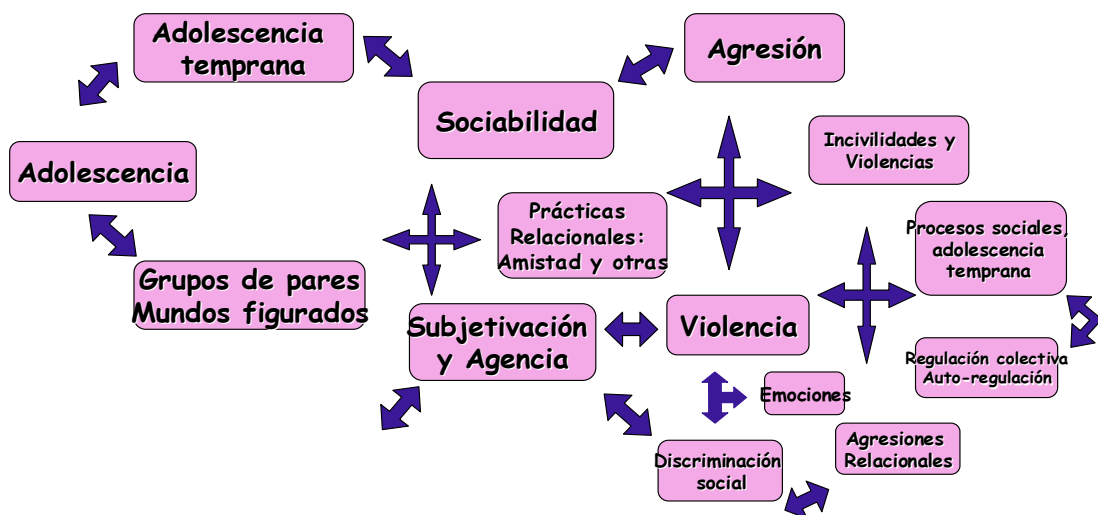 Adolescencia
temprana
Agresión
Sociabilidad
Incivilidades y
Violencias
Adolescencia
Prácticas
Relacionales:
Amistad y otras
Procesos sociales,
adolescencia
temprana
Grupos de pares
Mundos figurados
Subjetivación
y Agencia
Violencia
Regulación colectiva
Auto-regulación
Emociones
Agresiones
Relacionales
Discriminación
social